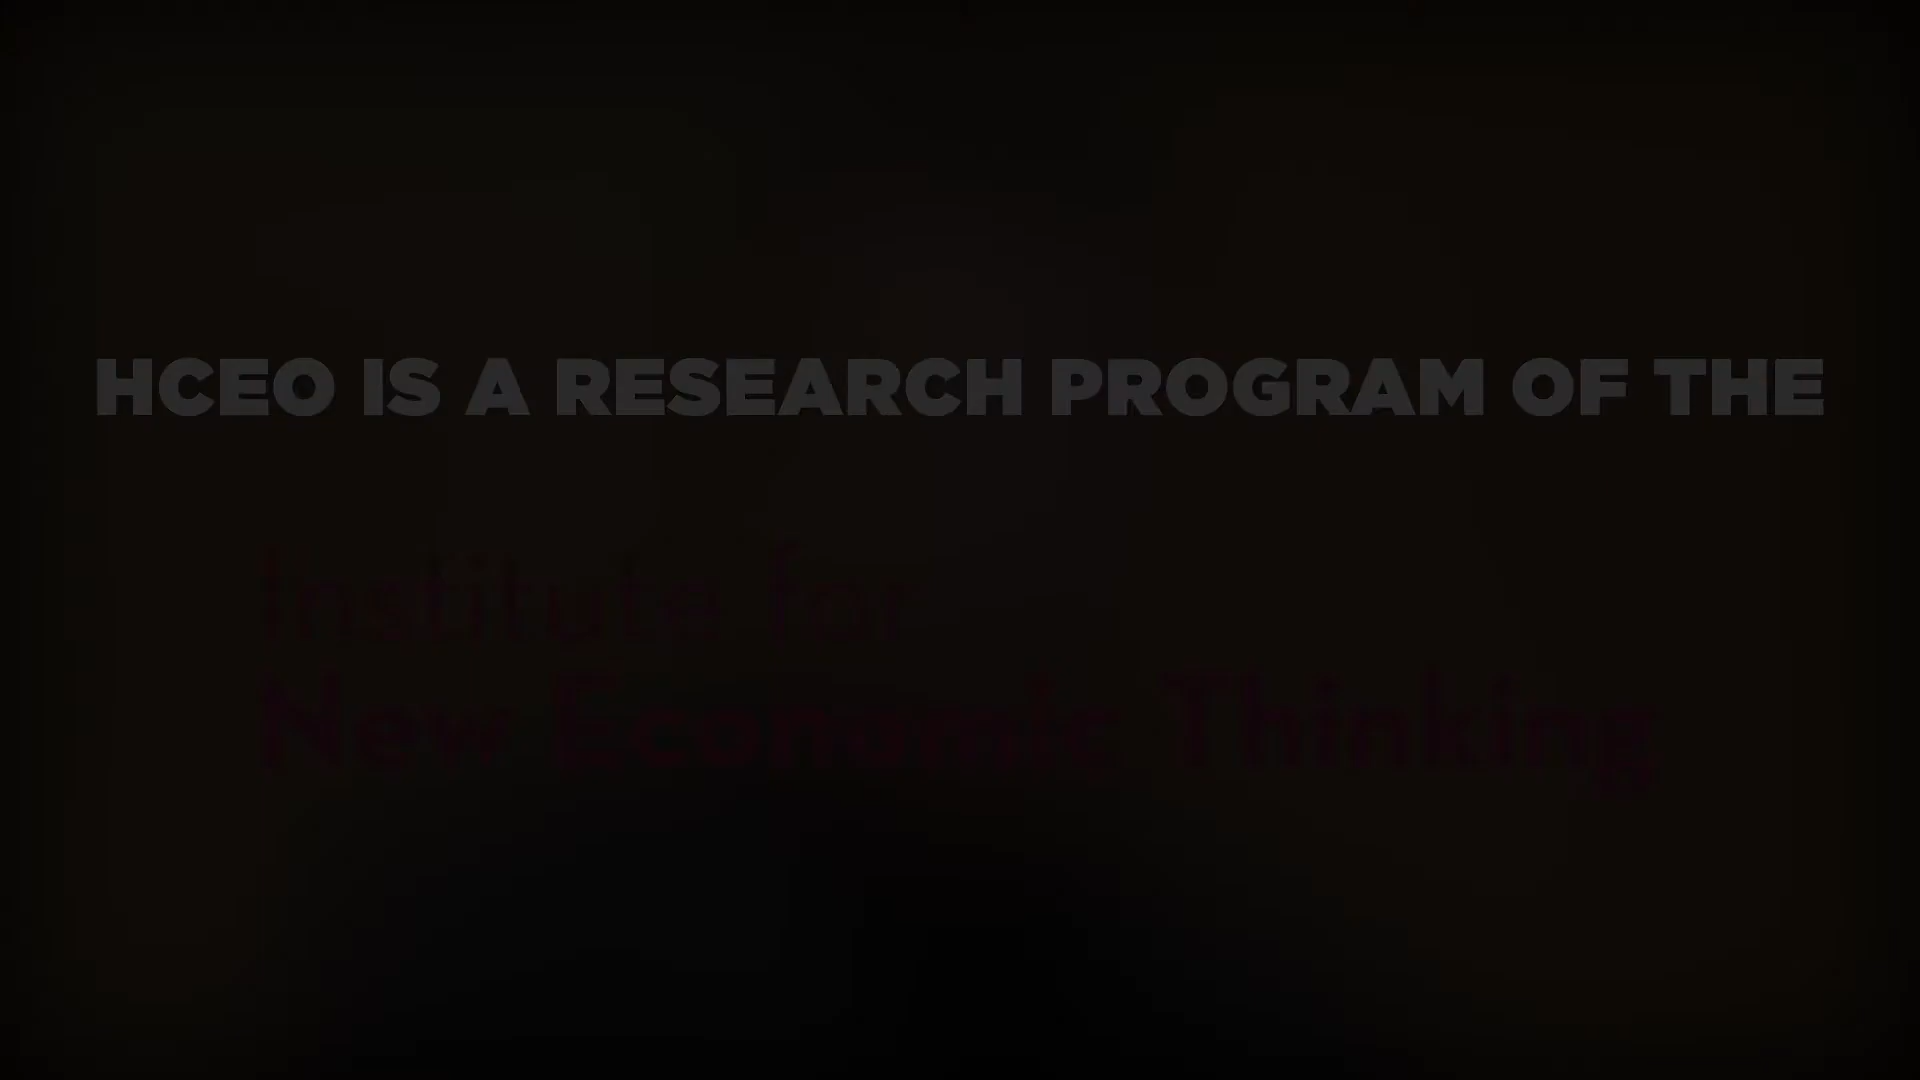 HCEO IS A RESEARCH PROGRAM OF THE
Institute for
New Economic Thinking